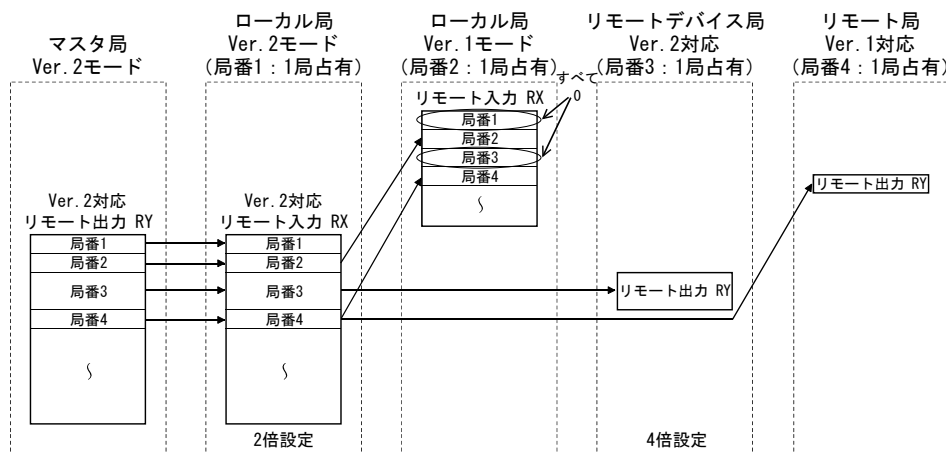 マスタ局
Ver.2モード
ローカル局
Ver.2モード
(局番1:1局占有)
ローカル局
Ver.1モード
(局番2:1局占有)
リモートデバイス局
Ver.2対応
(局番3:1局占有)
リモート局
Ver.1対応
(局番4:1局占有)
すべて
0
リモート入力 RX
局番1
局番2
局番3
局番4
〜
リモート出力 RY
Ver.2対応
リモート出力 RY
局番1
局番2
局番3
局番4
〜
Ver.2対応
リモート入力 RX
局番1
局番2
局番3
局番4
リモート出力 RY
〜
2倍設定
4倍設定